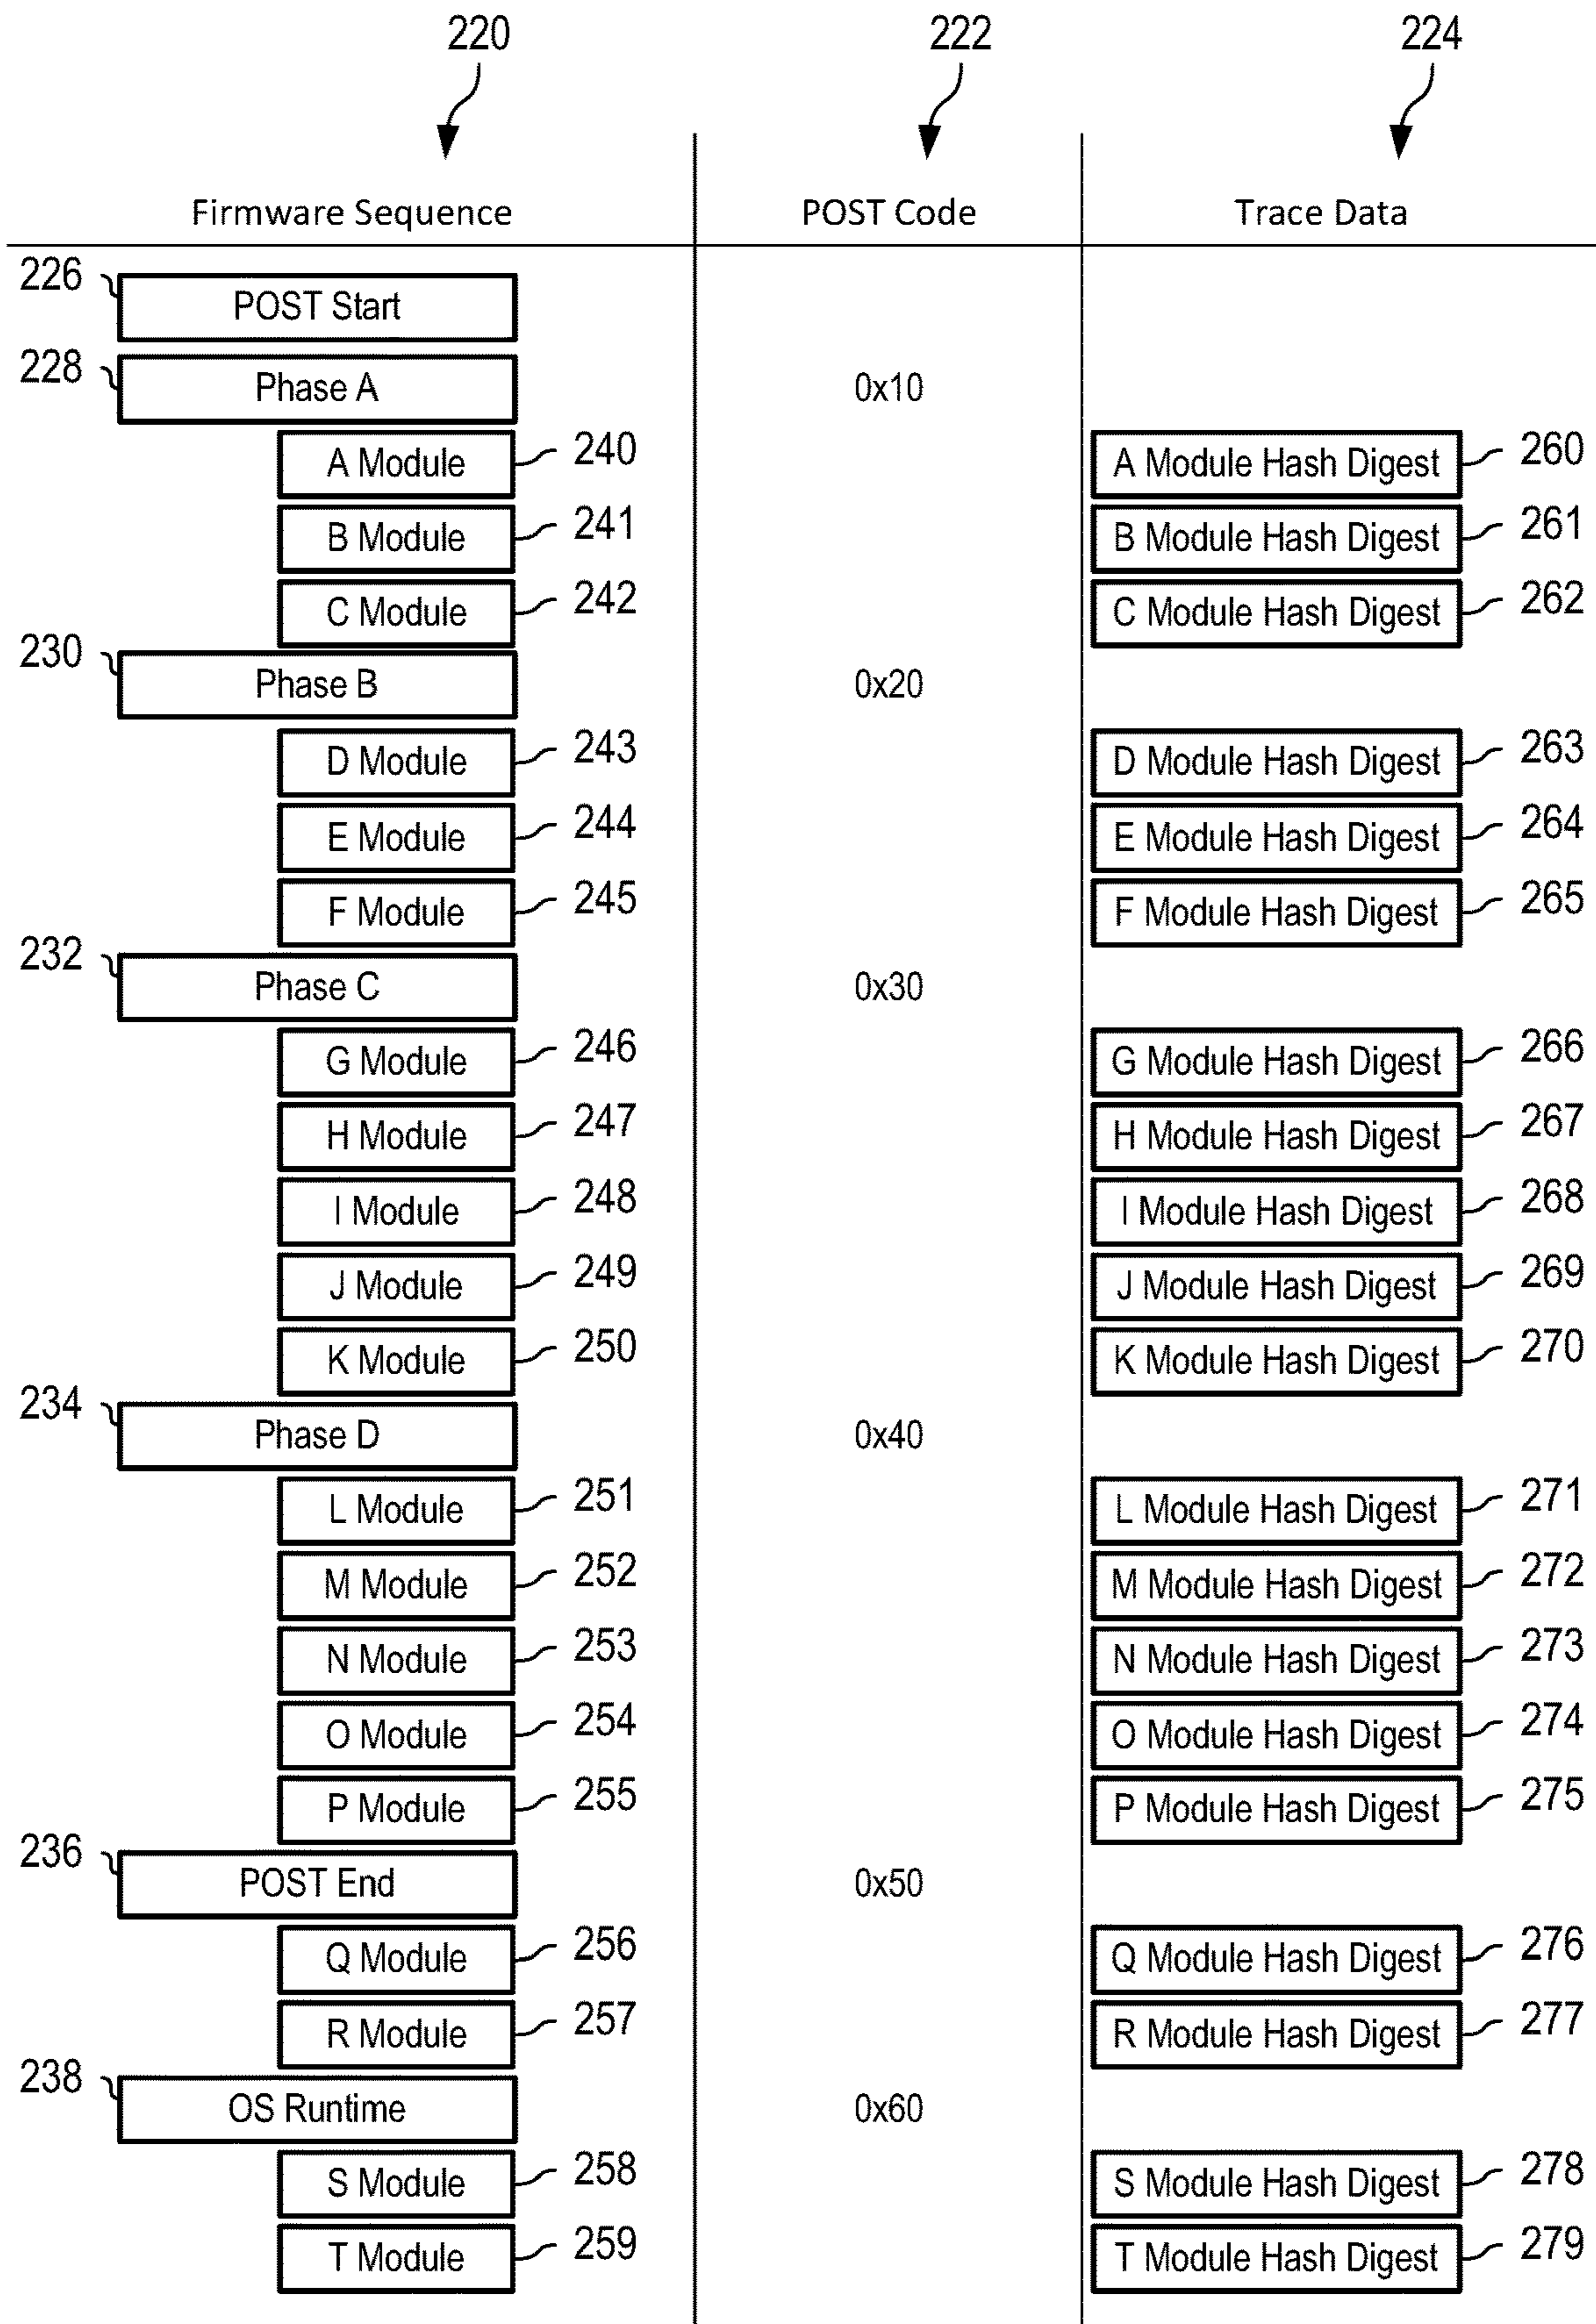 220 222 224
Firmware Sequence POST Code Trace Data
226 POST Start
228 Phase A 0x10
A Module 240 A Module Hash Digest 260
B Module 241 B Module Hash Digest 261
C Module 242 C Module Hash Digest 262
230 Phase B 0x20
D Module 243 D Module Hash Digest 263
E Module 244 E Module Hash Digest 264
F Module 245 F Module Hash Digest 265
232 Phase C 0x30
G Module 246 G Module Hash Digest 266
H Module 247 H Module Hash Digest 267
I Module 248 I Module Hash Digest 268
J Module 249 J Module Hash Digest 269
K Module 250 K Module Hash Digest 270
234 Phase D 0x40
L Module 251 L Module Hash Digest 271
M Module 252 M Module Hash Digest 272
N Module 253 N Module Hash Digest 273
O Module 254 O Module Hash Digest 274
P Module 255 P Module Hash Digest 275
236 POST End 0x50
Q Module 256 Q Module Hash Digest 276
R Module 257 R Module Hash Digest 277
238 OS Runtime 0x60
S Module 258 S Module Hash Digest 278
T Module 259 T Module Hash Digest 279